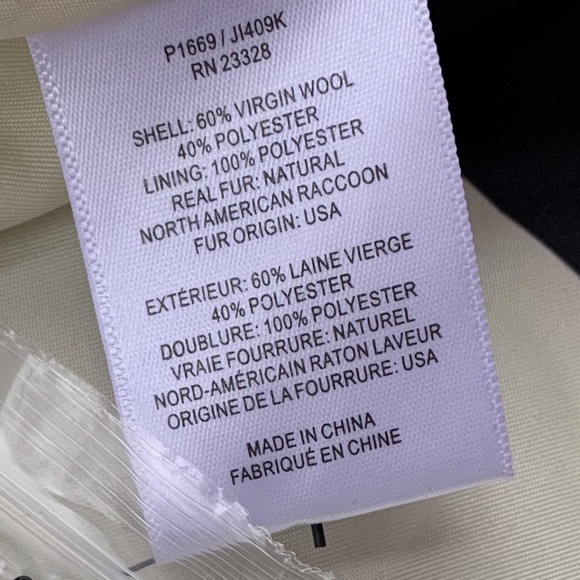 P1669 / JI409K
RN 23328
SHELL: 60% VIRGIN WOOL
40% POLYESTER
LINING: 100% POLYESTER
REAL FUR: NATURAL
NORTH AMERICAN RACCOON
FUR ORIGIN: USA
EXTÉRIEUR: 60% LAINE VIERGE
40% POLYESTER
DOUBLURE: 100% POLYESTER
VRAIE FOURRURE: NATUREL
NORD-AMÉRICAIN RATON LAVEUR
ORIGINE DE LA FOURRURE: USA
MADE IN CHINA
FABRIQUÉ EN CHINE